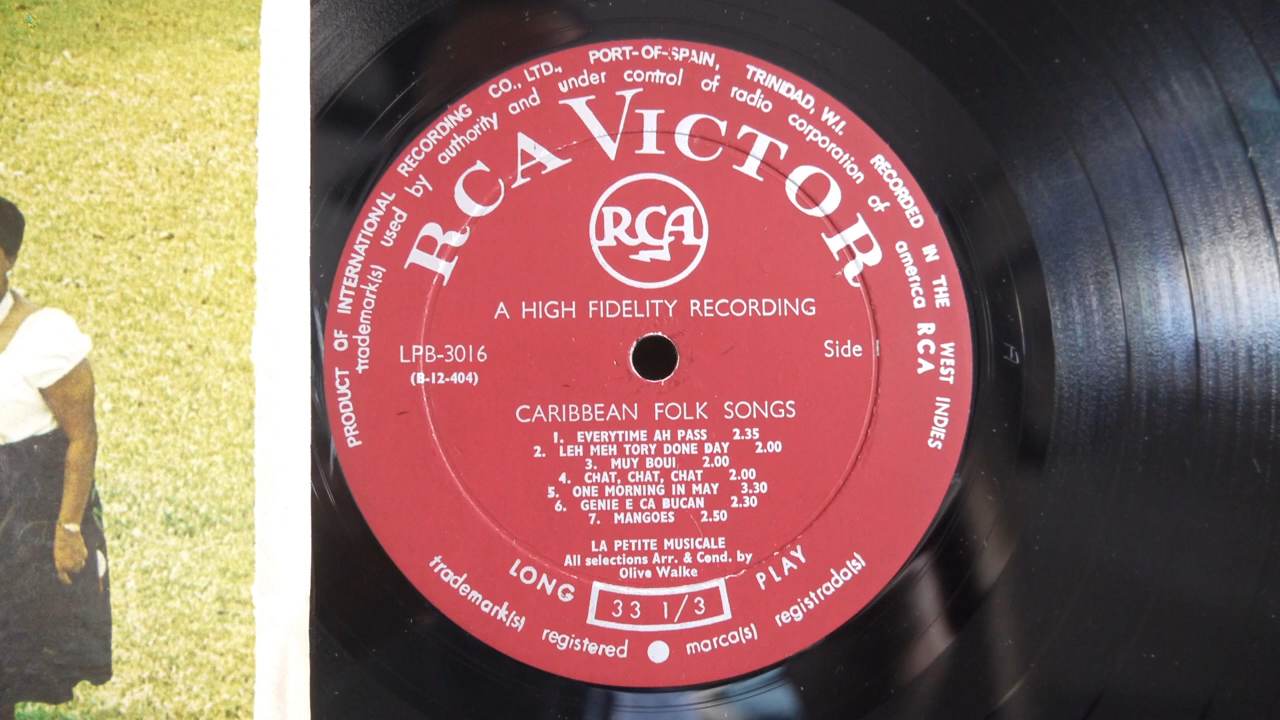 PRODUCT OF INTERNATIONAL RECORDING CO., LTD., PORT-OF-SPAIN, TRINIDAD, W.I. RECORDED IN THE WEST INDIES
trademark(s) used by authority and under control of radio corporation of america RCA
RCA VICTOR
RCA
A HIGH FIDELITY RECORDING
LPB-3016 Side
(B-12-404)
CARIBBEAN FOLK SONGS
1. EVERYTIME AH PASS 2.35
2. LEH MEH TORY DONE DAY 2.00
3. MUY BOUI 2.00
4. CHAT, CHAT, CHAT 2.00
5. ONE MORNING IN MAY 3.30
6. GENIE E CA BUCAN 2.30
7. MANGOES 2.50
LA PETITE MUSICALE
All selections Arr. & Cond. by
Olive Walke
LONG 33 1/3 PLAY
trademark(s) registered marca(s) registrada(s)